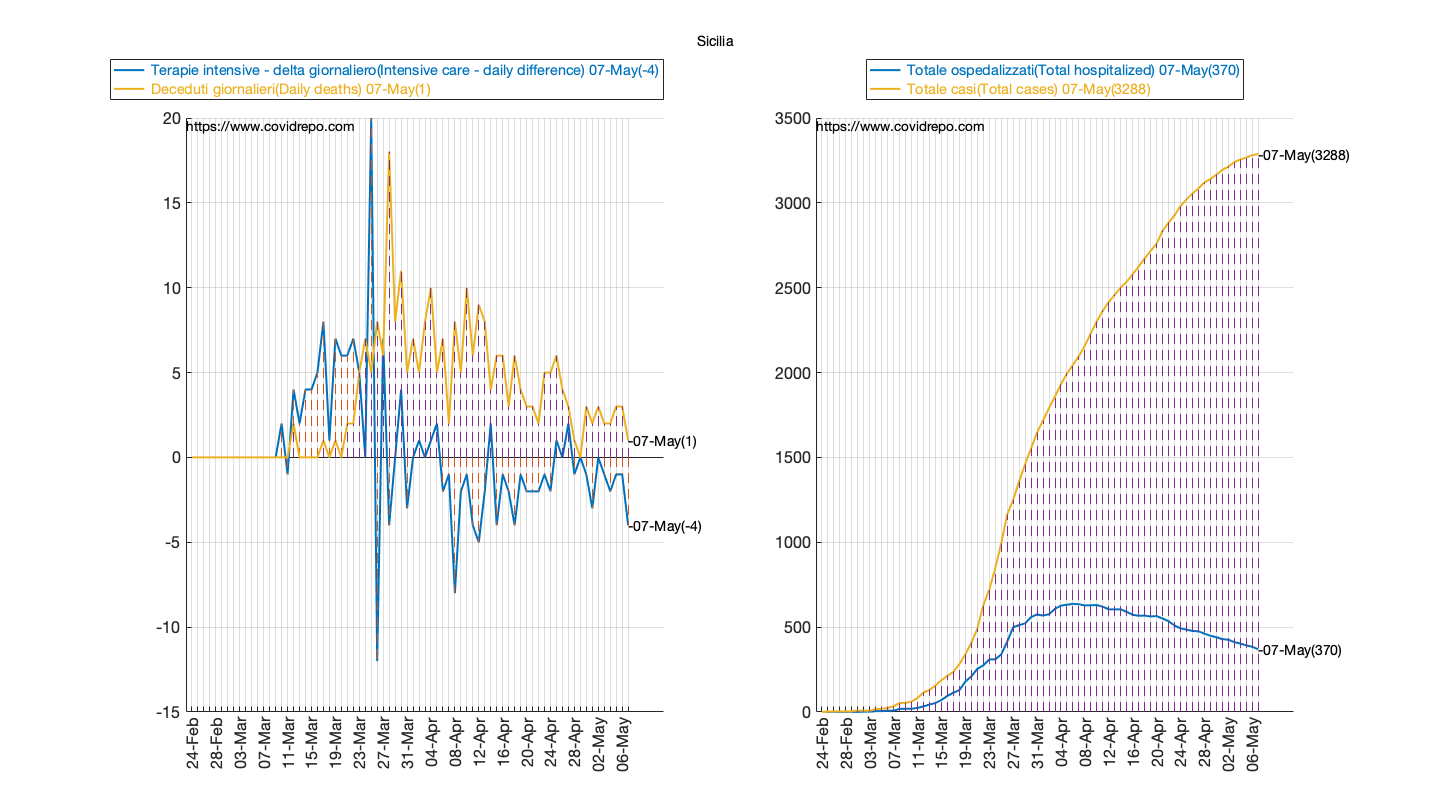 Sicilia
Terapie intensive - delta giornaliero(Intensive care - daily difference) 07-May(-4)
Deceduti giornalieri(Daily deaths) 07-May(1)
https://www.covidrepo.com
20
15
10
5
0
-5
-10
-15
-07-May(1)
-07-May(-4)
24-Feb
28-Feb
03-Mar
07-Mar
11-Mar
15-Mar
19-Mar
23-Mar
27-Mar
31-Mar
04-Apr
08-Apr
12-Apr
16-Apr
20-Apr
24-Apr
28-Apr
02-May
06-May
Totale ospedalizzati(Total hospitalized) 07-May(370)
Totale casi(Total cases) 07-May(3288)
https://www.covidrepo.com
3500
3000
2500
2000
1500
1000
500
0
-07-May(3288)
-07-May(370)
24-Feb
28-Feb
03-Mar
07-Mar
11-Mar
15-Mar
19-Mar
23-Mar
27-Mar
31-Mar
04-Apr
08-Apr
12-Apr
16-Apr
20-Apr
24-Apr
28-Apr
02-May
06-May